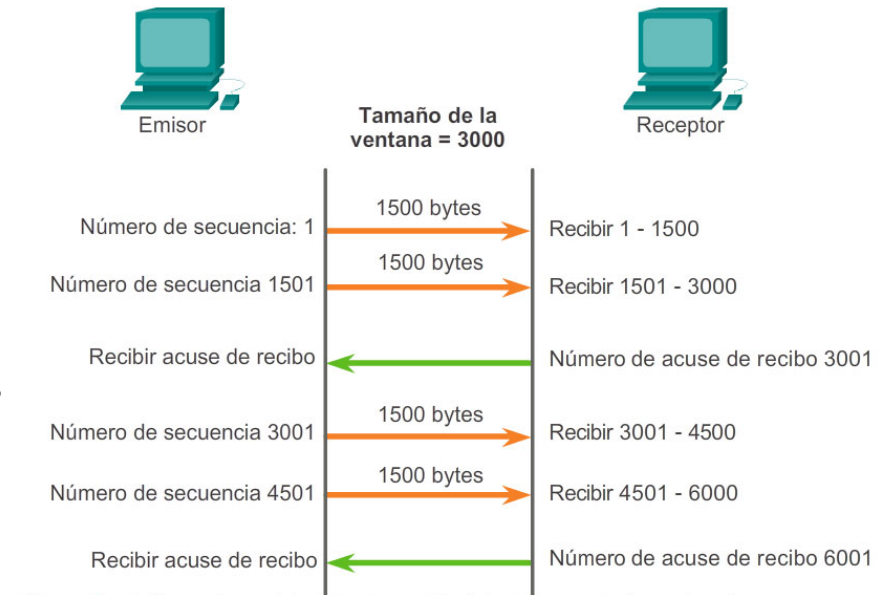 Emisor
Tamaño de la
ventana = 3000
Receptor
Número de secuencia: 1
1500 bytes
Recibir 1 - 1500
Número de secuencia 1501
1500 bytes
Recibir 1501 - 3000
Recibir acuse de recibo
Número de acuse de recibo 3001
Número de secuencia 3001
1500 bytes
Recibir 3001 - 4500
Número de secuencia 4501
1500 bytes
Recibir 4501 - 6000
Recibir acuse de recibo
Número de acuse de recibo 6001